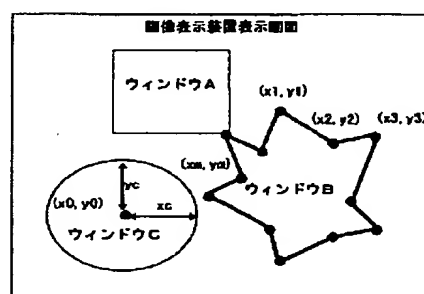 画像表示装置表示画面
ウィンドウA
(x1, y1)
(x2, y2)
(x3, y3)
(xm, ym)
ウィンドウB
yc
(x0, y0)
xc
ウィンドウC